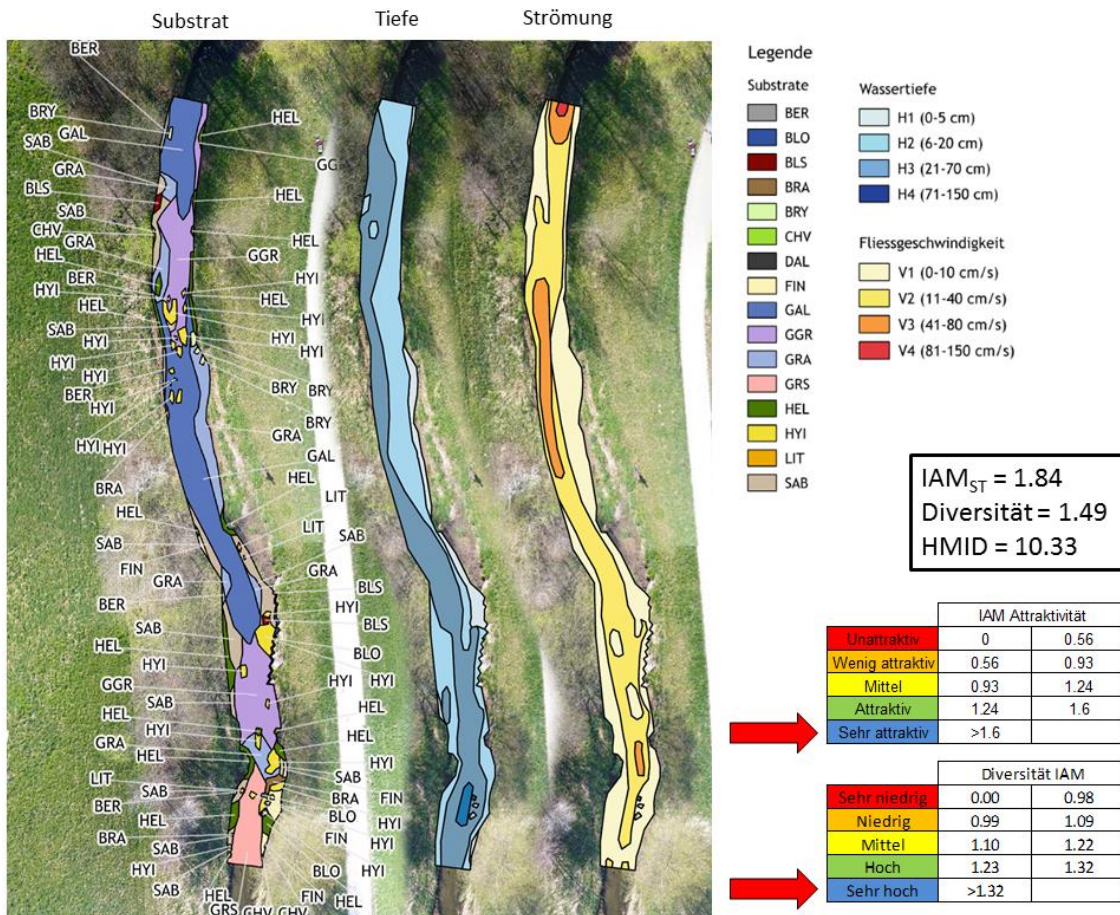 Substrat
Tiefe
Strömung
BER
BRY
GAL
SAB
GRA
BLS
SAB
CHV
GRA
HEL
BER
HYI
HEL
SAB
HYI
HYI
HYI
BER
HYI
HYI HYI
BRA
HEL
SAB
FIN
GRA
BER
SAB
HEL
HYI
GGR
SAB
HEL
HYI
GRA
HEL
LIT
SAB
BER
HEL
BRA
SAB
HYI
SAB
HEL
GRS CHV CHV
HEL
GG
HEL
HEL
GGR
HYI
HEL
HYI
HYI
HYI
BRY BRY
BRY
GRA
GAL
HEL
LIT
LIT
SAB
GRA
BLS
HYI
BLS
BLO
HYI
HYI
HEL
HEL
HYI
SAB
BRA FIN
BLO HYI
FIN HYI
BLO HYI
FIN HEL
Legende
Substrate
BER
BLO
BLS
BRA
BRY
CHV
DAL
FIN
GAL
GGR
GRA
GRS
HEL
HYI
LIT
SAB
Wassertiefe
H1 (0-5 cm)
H2 (6-20 cm)
H3 (21-70 cm)
H4 (71-150 cm)
Fliessgeschwindigkeit
V1 (0-10 cm/s)
V2 (11-40 cm/s)
V3 (41-80 cm/s)
V4 (81-150 cm/s)
IAMST = 1.84
Diversität = 1.49
HMID = 10.33
IAM Attraktivität
Unattraktiv 0 0.56
Wenig attraktiv 0.56 0.93
Mittel 0.93 1.24
Attraktiv 1.24 1.6
Sehr attraktiv >1.6
Diversität IAM
Sehr niedrig 0.00 0.98
Niedrig 0.99 1.09
Mittel 1.10 1.22
Hoch 1.23 1.32
Sehr hoch >1.32